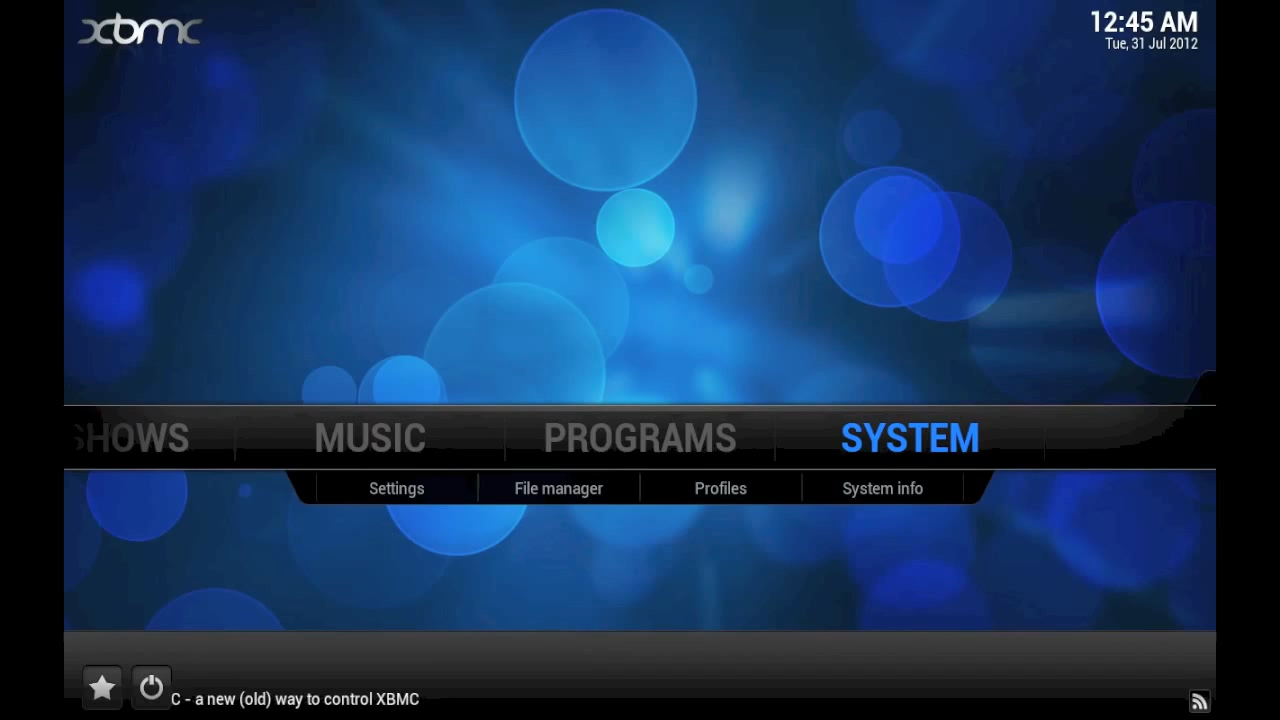 xbmc
12:45 AM
Tue, 31 Jul 2012
SHOWS MUSIC PROGRAMS SYSTEM
Settings File manager Profiles System info
C - a new (old) way to control XBMC